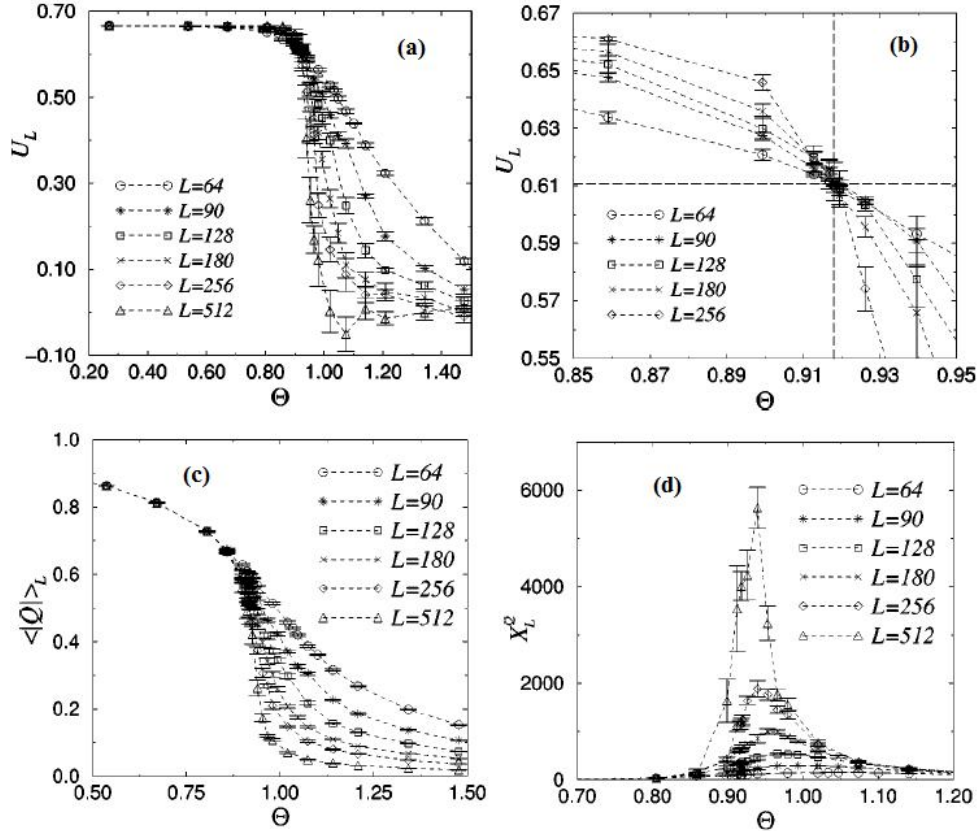 (a)
0.70
0.50
0.30
0.10
−0.10
U_L
L=64
L=90
L=128
L=180
L=256
L=512
0.20 0.40 0.60 0.80 1.00 1.20 1.40
Θ
(b)
0.67
0.65
0.63
0.61
0.59
0.57
0.55
U_L
L=64
L=90
L=128
L=180
L=256
0.85 0.87 0.89 0.91 0.93 0.95
Θ
(c)
1.0
0.8
0.6
0.4
0.2
0.0
<|Q|>_L
L=64
L=90
L=128
L=180
L=256
L=512
0.50 0.75 1.00 1.25 1.50
Θ
(d)
6000
4000
2000
0
X_L^Q
L=64
L=90
L=128
L=180
L=256
L=512
0.70 0.80 0.90 1.00 1.10 1.20
Θ